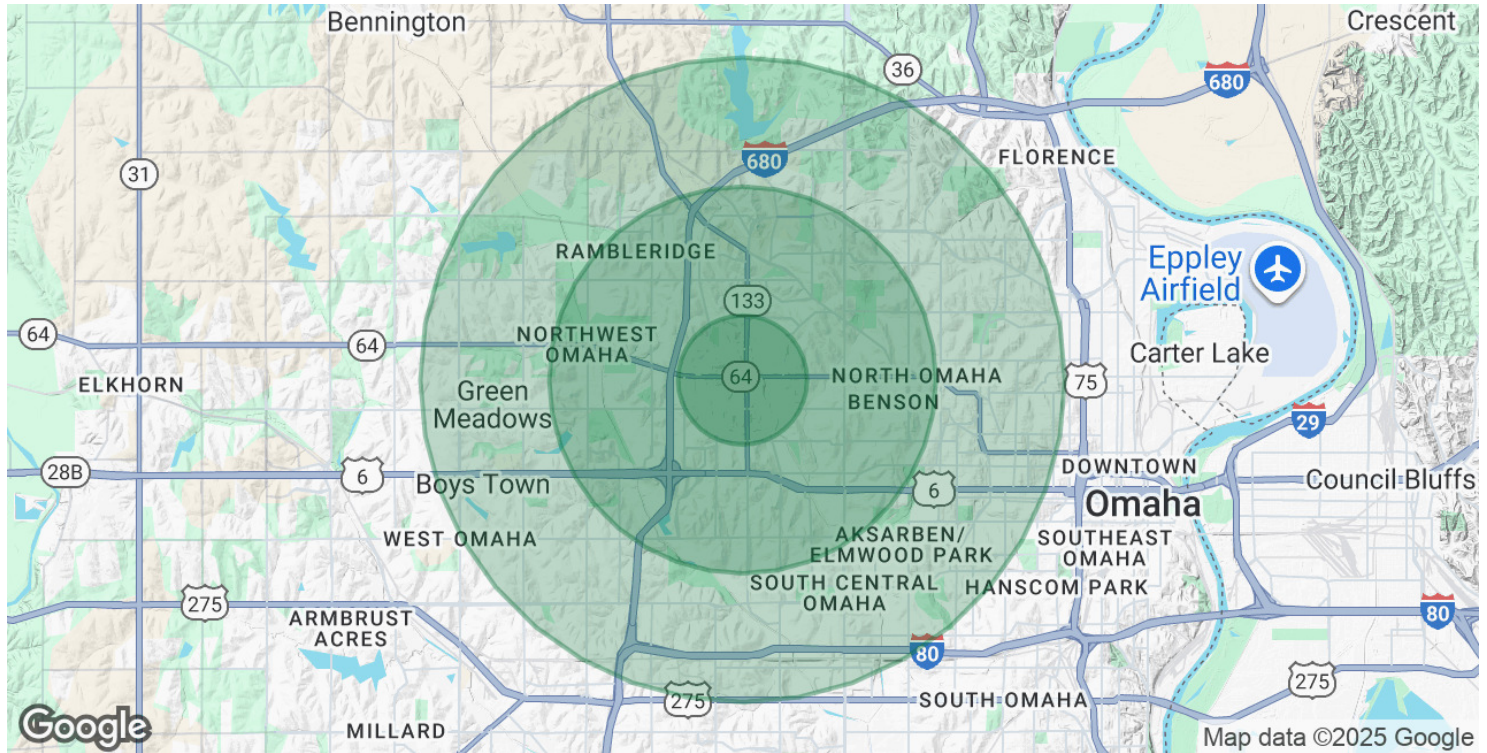 Bennington
Crescent
36
680
680
FLORENCE
31
RAMBLERIDGE
Eppley
Airfield
133
64
64
NORTHWEST
OMAHA
Carter Lake
ELKHORN
Green
Meadows
64
NORTH OMAHA
BENSON
75
29
28B
6
Boys Town
6
DOWNTOWN
Omaha
Council Bluffs
WEST OMAHA
AKSARBEN/
ELMWOOD PARK
SOUTHEAST
OMAHA
SOUTH CENTRAL
OMAHA
HANSCOM PARK
275
ARMBRUST
ACRES
80
80
275
275
SOUTH OMAHA
MILLARD
Google
Map data ©2025 Google